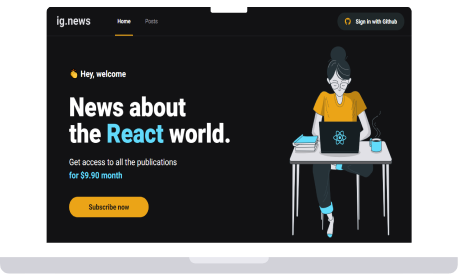 ig.news
Home
Posts
Sign in with Github
Hey, welcome
News about
the React world.
Get access to all the publications
for $9.90 month
Subscribe now